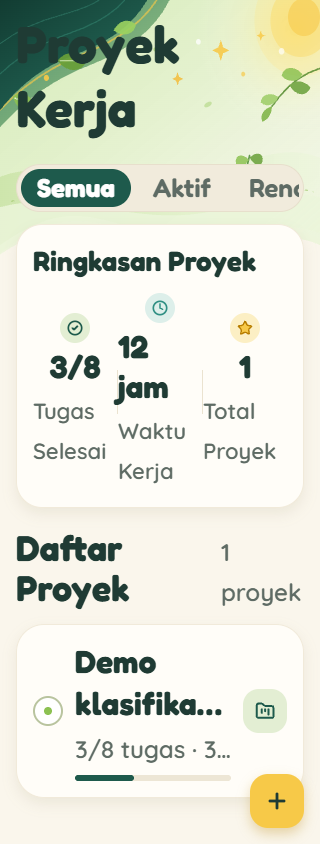 Proyek
Kerja
Semua Aktif Renc
Ringkasan Proyek
3/8
Tugas
Selesai
12
jam
Waktu
Kerja
1
Total
Proyek
Daftar
Proyek
1
proyek
Demo
klasifika...
3/8 tugas · 3...